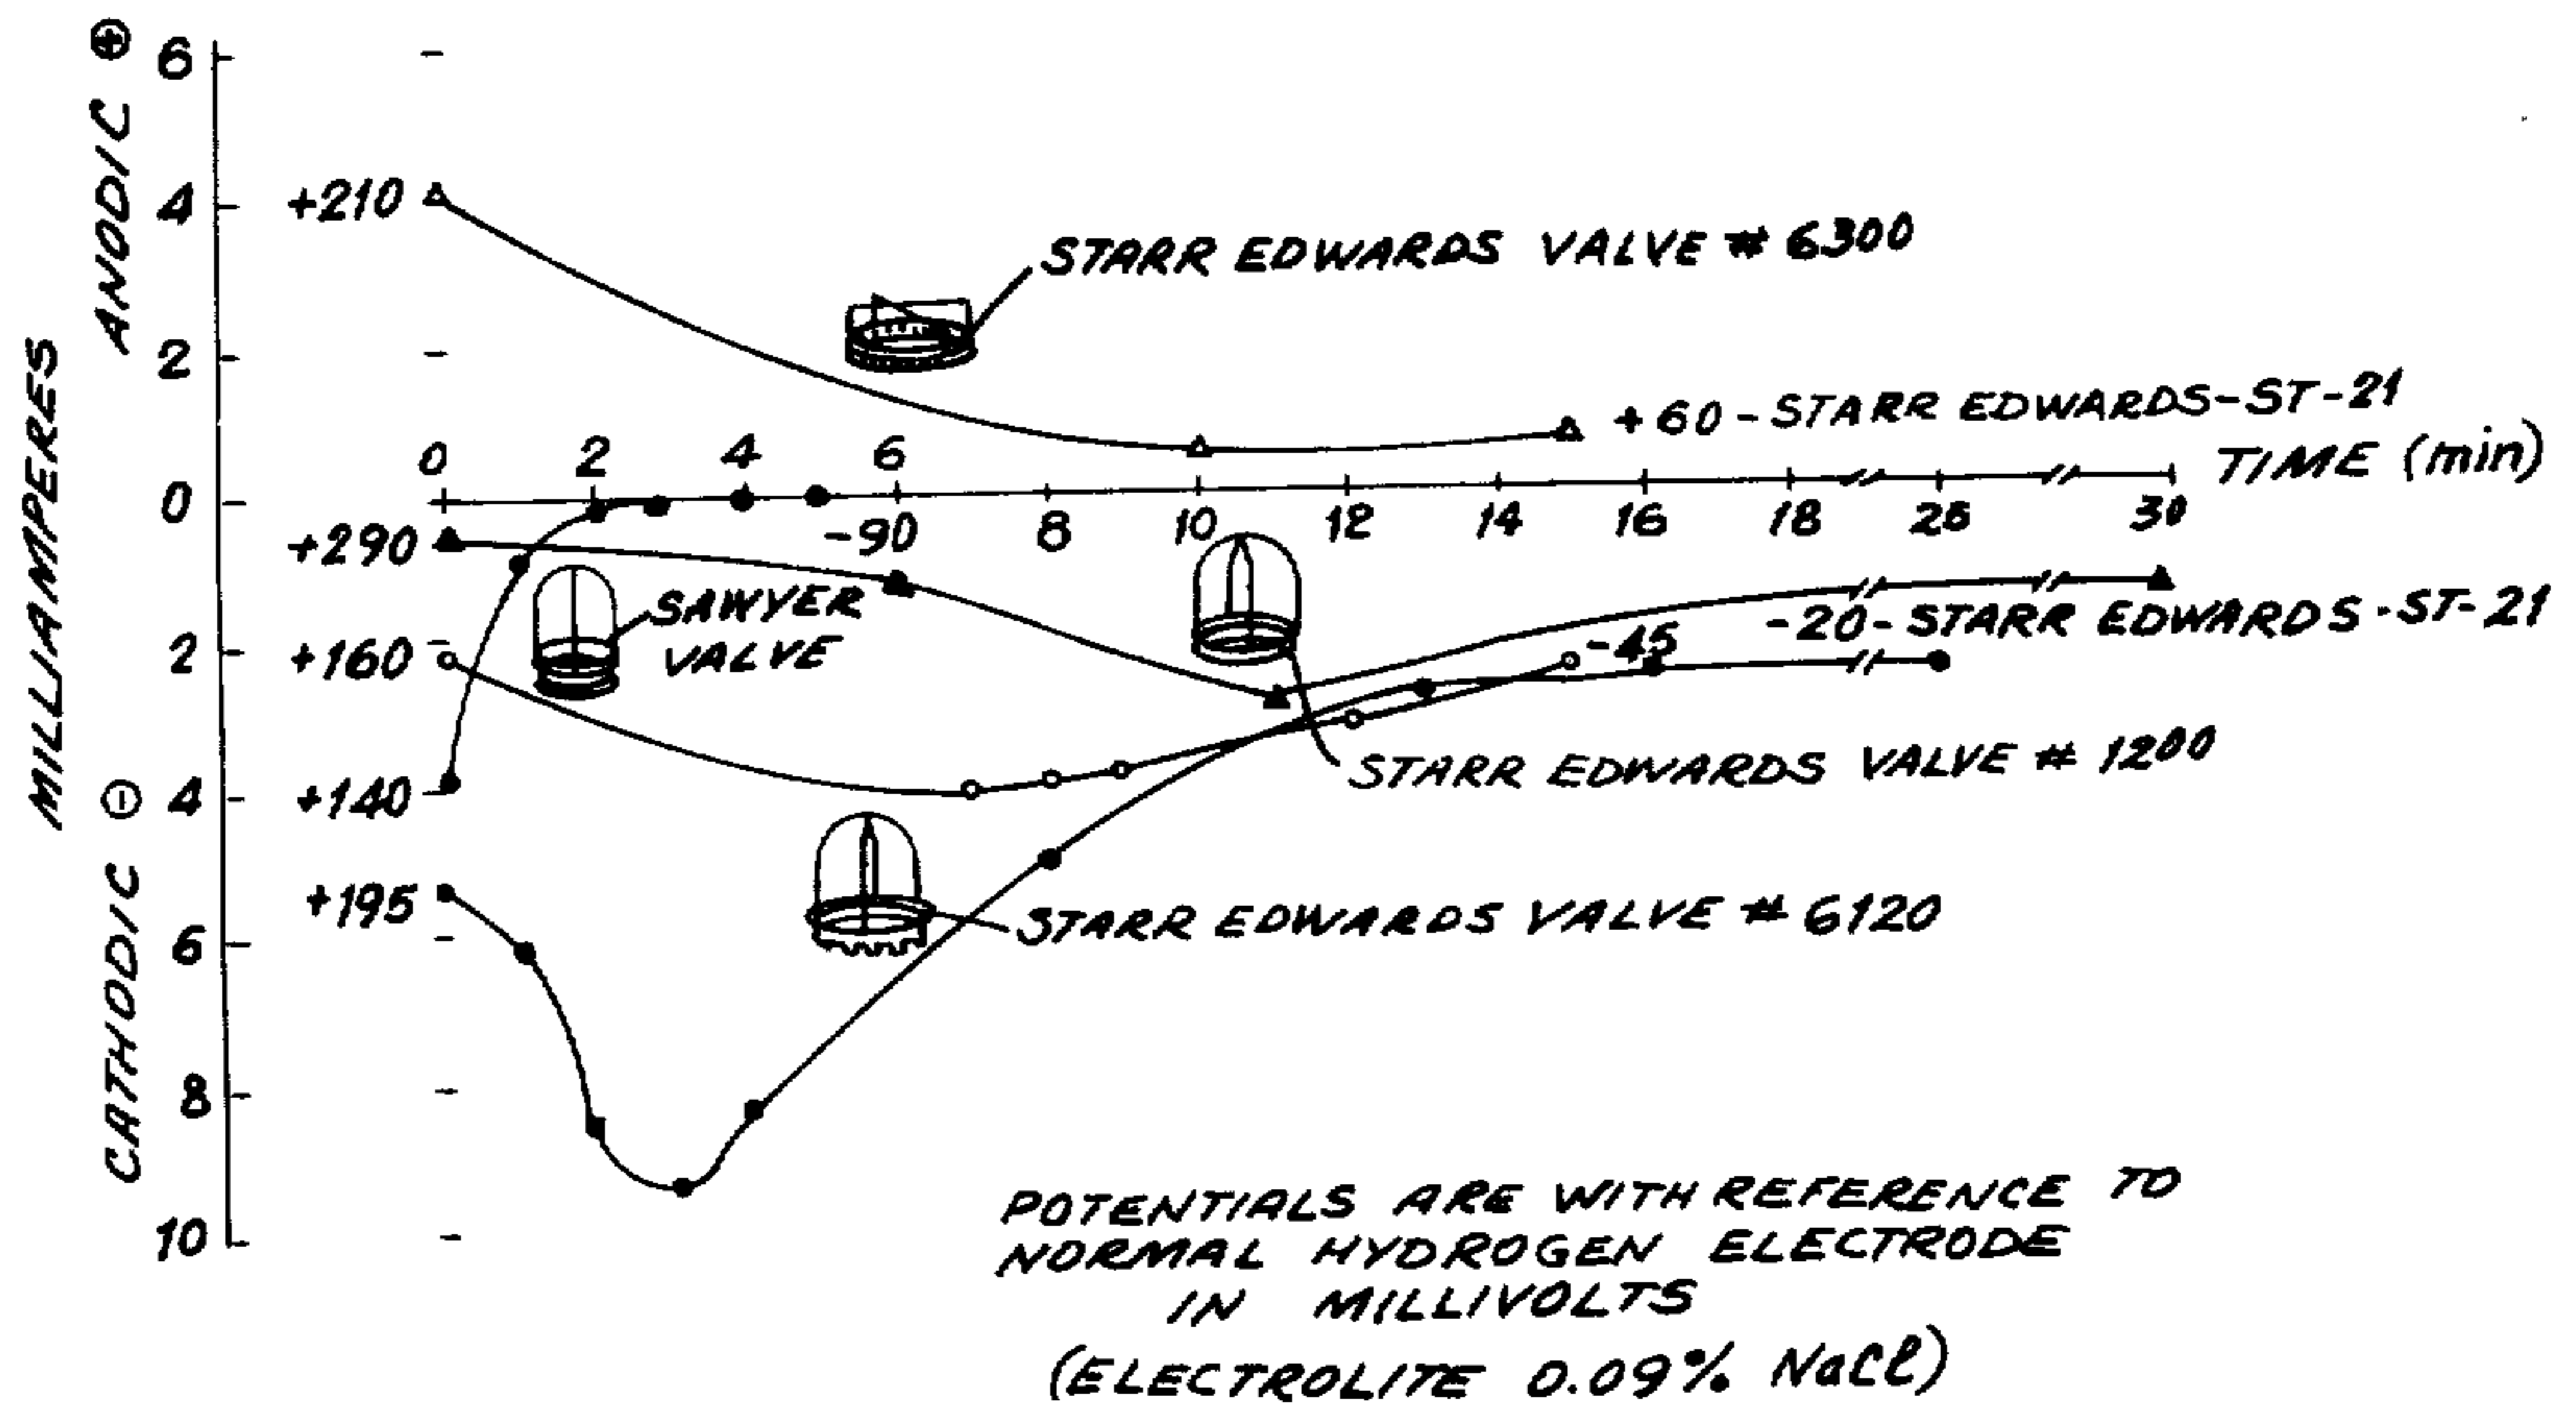 MILLIAMPERES
ANODIC ⊕
CATHODIC ⊖
6
4
2
0
2
4
6
8
10
+210
STARR EDWARDS VALVE # 6300
+60-STARR EDWARDS-ST-21
TIME (min)
0 2 4 6
8 10 12 14 16 18 30
-90
+290
SAWYER
VALVE
-20-STARR EDWARDS-ST-21
+160
-45
STARR EDWARDS VALVE # 1200
+140
+195
STARR EDWARDS VALVE # 6120
POTENTIALS ARE WITH REFERENCE TO
NORMAL HYDROGEN ELECTRODE
IN MILLIVOLTS
(ELECTROLITE 0.09% NaCl)